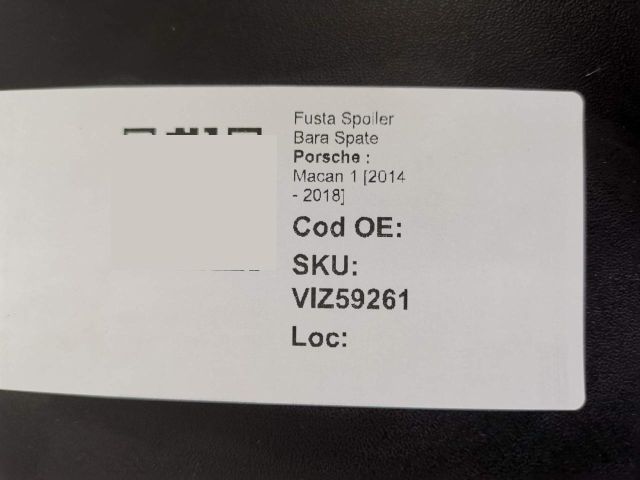 Fusta Spoiler
Bara Spate
Porsche :
Macan 1 [2014
- 2018]
Cod OE:
SKU:
VIZ59261
Loc: